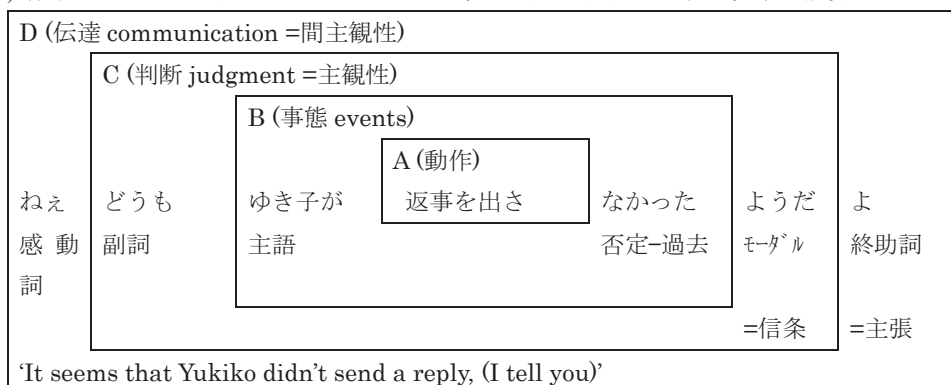 D (伝達 communication =間主観性)
C (判断 judgment =主観性)
B (事態 events)
A (動作)
ねぇ どうも ゆき子が 返事を出さ なかった ようだ よ
感動詞 副詞 主語 否定−過去 ﾓｰﾀﾞﾙ 終助詞
=信条 =主張
‘It seems that Yukiko didn’t send a reply, (I tell you)’